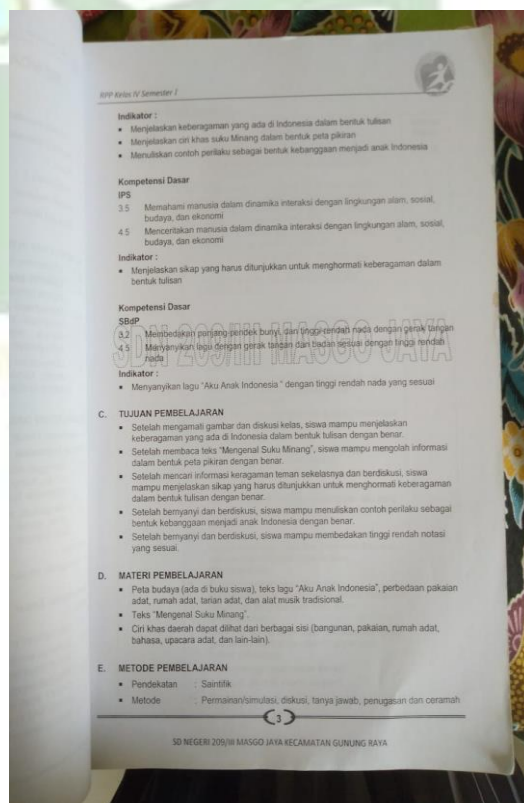 RPP Kelas IV Semester 1
Indikator :
▪ Menjelaskan keberagaman yang ada di Indonesia dalam bentuk tulisan
▪ Menjelaskan ciri khas suku Minang dalam bentuk peta pikiran
▪ Menuliskan contoh perilaku sebagai bentuk kebanggaan menjadi anak Indonesia
Kompetensi Dasar
IPS
3.5 Memahami manusia dalam dinamika interaksi dengan lingkungan alam, sosial,
budaya, dan ekonomi
4.5 Menceritakan manusia dalam dinamika interaksi dengan lingkungan alam, sosial,
budaya, dan ekonomi
Indikator :
▪ Menjelaskan sikap yang harus ditunjukkan untuk menghormati keberagaman dalam
bentuk tulisan
Kompetensi Dasar
SBdP
3.2 Membedakan panjang-pendek bunyi, dan tinggi-rendah nada dengan gerak tangan
SDN 209/III MASGO JAYA
4.5 Menyanyikan lagu dengan gerak tangan dan badan sesuai dengan tinggi rendah
nada
Indikator :
▪ Menyanyikan lagu "Aku Anak Indonesia " dengan tinggi rendah nada yang sesuai
C. TUJUAN PEMBELAJARAN
▪ Setelah mengamati gambar dan diskusi kelas, siswa mampu menjelaskan
keberagaman yang ada di Indonesia dalam bentuk tulisan dengan benar.
▪ Setelah membaca teks "Mengenal Suku Minang", siswa mampu mengolah informasi
dalam bentuk peta pikiran dengan benar.
▪ Setelah mencari informasi keragaman teman sekelasnya dan berdiskusi, siswa
mampu menjelaskan sikap yang harus ditunjukkan untuk menghormati keberagaman
dalam bentuk tulisan dengan benar.
▪ Setelah bernyanyi dan berdiskusi, siswa mampu menuliskan contoh perilaku sebagai
bentuk kebanggaan menjadi anak Indonesia dengan benar.
▪ Setelah bernyanyi dan berdiskusi, siswa mampu membedakan tinggi rendah notasi
yang sesuai.
D. MATERI PEMBELAJARAN
▪ Peta budaya (ada di buku siswa), teks lagu "Aku Anak Indonesia", perbedaan pakaian
adat, rumah adat, tarian adat, dan alat musik tradisional.
▪ Teks "Mengenal Suku Minang".
▪ Ciri khas daerah dapat dilihat dari berbagai sisi (bangunan, pakaian, rumah adat,
bahasa, upacara adat, dan lain-lain).
E. METODE PEMBELAJARAN
▪ Pendekatan : Saintifik
▪ Metode : Permainan/simulasi, diskusi, tanya jawab, penugasan dan ceramah
3
SD NEGERI 209/III MASGO JAYA KECAMATAN GUNUNG RAYA